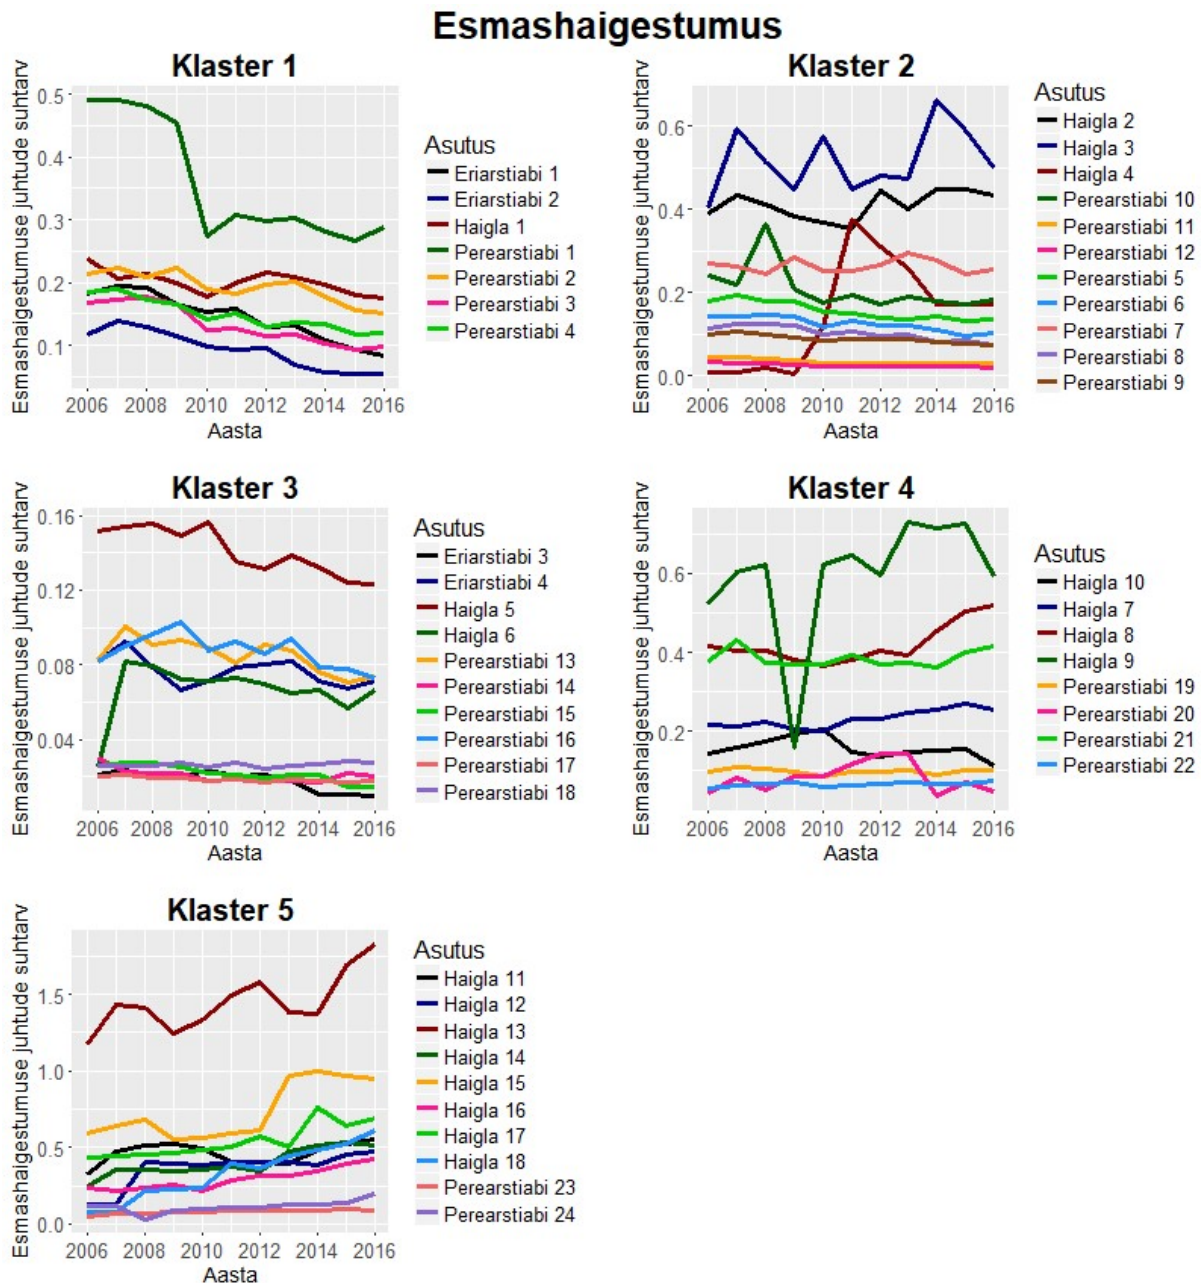 Esmashaigestumus
Klaster 1
Esmashaigestumuse juhtude suhtarv
0.5
0.4
0.3
0.2
0.1
2006 2008 2010 2012 2014 2016
Aasta
Asutus
Eriarstiabi 1
Eriarstiabi 2
Haigla 1
Perearstiabi 1
Perearstiabi 2
Perearstiabi 3
Perearstiabi 4
Klaster 2
Esmashaigestumuse juhtude suhtarv
0.6
0.4
0.2
0.0
2006 2008 2010 2012 2014 2016
Aasta
Asutus
Haigla 2
Haigla 3
Haigla 4
Perearstiabi 10
Perearstiabi 11
Perearstiabi 12
Perearstiabi 5
Perearstiabi 6
Perearstiabi 7
Perearstiabi 8
Perearstiabi 9
Klaster 3
Esmashaigestumuse juhtude suhtarv
0.16
0.12
0.08
0.04
2006 2008 2010 2012 2014 2016
Aasta
Asutus
Eriarstiabi 3
Eriarstiabi 4
Haigla 5
Haigla 6
Perearstiabi 13
Perearstiabi 14
Perearstiabi 15
Perearstiabi 16
Perearstiabi 17
Perearstiabi 18
Klaster 4
Esmashaigestumuse juhtude suhtarv
0.6
0.4
0.2
2006 2008 2010 2012 2014 2016
Aasta
Asutus
Haigla 10
Haigla 7
Haigla 8
Haigla 9
Perearstiabi 19
Perearstiabi 20
Perearstiabi 21
Perearstiabi 22
Klaster 5
Esmashaigestumuse juhtude suhtarv
1.5
1.0
0.5
0.0
2006 2008 2010 2012 2014 2016
Aasta
Asutus
Haigla 11
Haigla 12
Haigla 13
Haigla 14
Haigla 15
Haigla 16
Haigla 17
Haigla 18
Perearstiabi 23
Perearstiabi 24